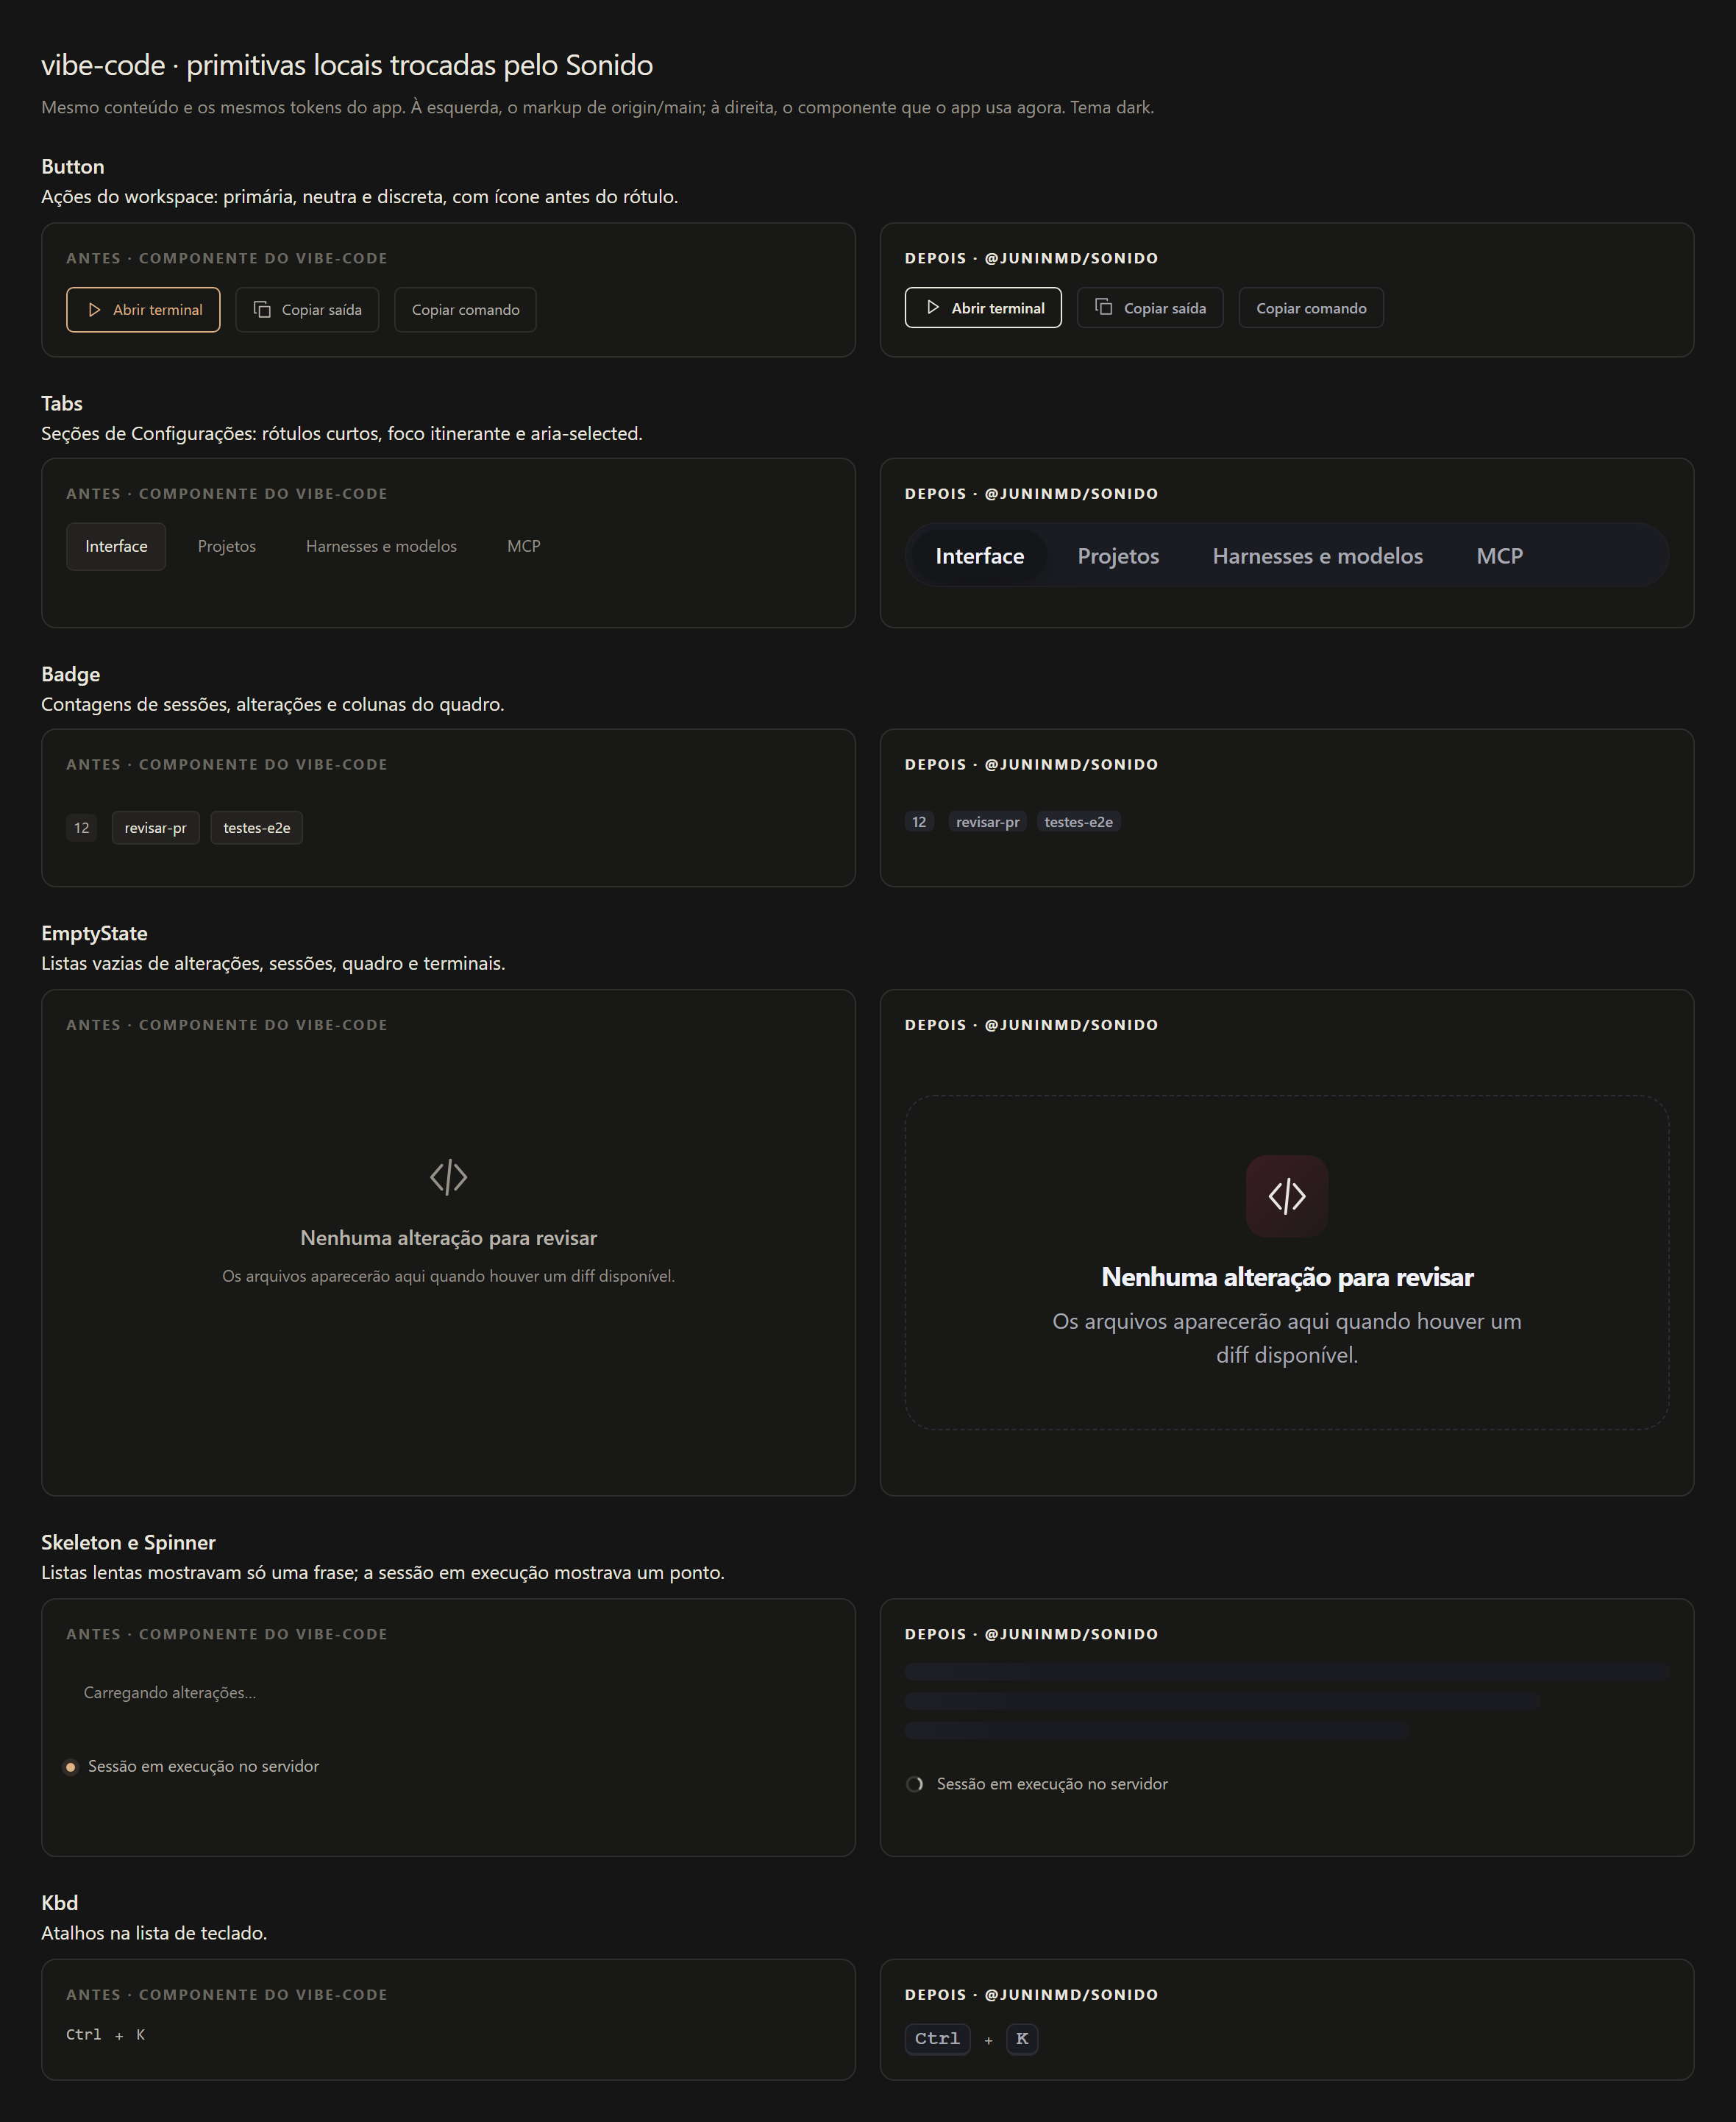 vibe-code · primitivas locais trocadas pelo Sonido
Mesmo conteúdo e os mesmos tokens do app. À esquerda, o markup de origin/main; à direita, o componente que o app usa agora. Tema dark.
Button
Ações do workspace: primária, neutra e discreta, com ícone antes do rótulo.
ANTES · COMPONENTE DO VIBE-CODE
Abrir terminal
Copiar saída
Copiar comando
DEPOIS · @JUNINMD/SONIDO
Abrir terminal
Copiar saída
Copiar comando
Tabs
Seções de Configurações: rótulos curtos, foco itinerante e aria-selected.
ANTES · COMPONENTE DO VIBE-CODE
Interface
Projetos
Harnesses e modelos
MCP
DEPOIS · @JUNINMD/SONIDO
Interface
Projetos
Harnesses e modelos
MCP
Badge
Contagens de sessões, alterações e colunas do quadro.
ANTES · COMPONENTE DO VIBE-CODE
12
revisar-pr
testes-e2e
DEPOIS · @JUNINMD/SONIDO
12
revisar-pr
testes-e2e
EmptyState
Listas vazias de alterações, sessões, quadro e terminais.
ANTES · COMPONENTE DO VIBE-CODE
Nenhuma alteração para revisar
Os arquivos aparecerão aqui quando houver um diff disponível.
DEPOIS · @JUNINMD/SONIDO
Nenhuma alteração para revisar
Os arquivos aparecerão aqui quando houver um
diff disponível.
Skeleton e Spinner
Listas lentas mostravam só uma frase; a sessão em execução mostrava um ponto.
ANTES · COMPONENTE DO VIBE-CODE
Carregando alterações…
Sessão em execução no servidor
DEPOIS · @JUNINMD/SONIDO
Sessão em execução no servidor
Kbd
Atalhos na lista de teclado.
ANTES · COMPONENTE DO VIBE-CODE
Ctrl + K
DEPOIS · @JUNINMD/SONIDO
Ctrl + K